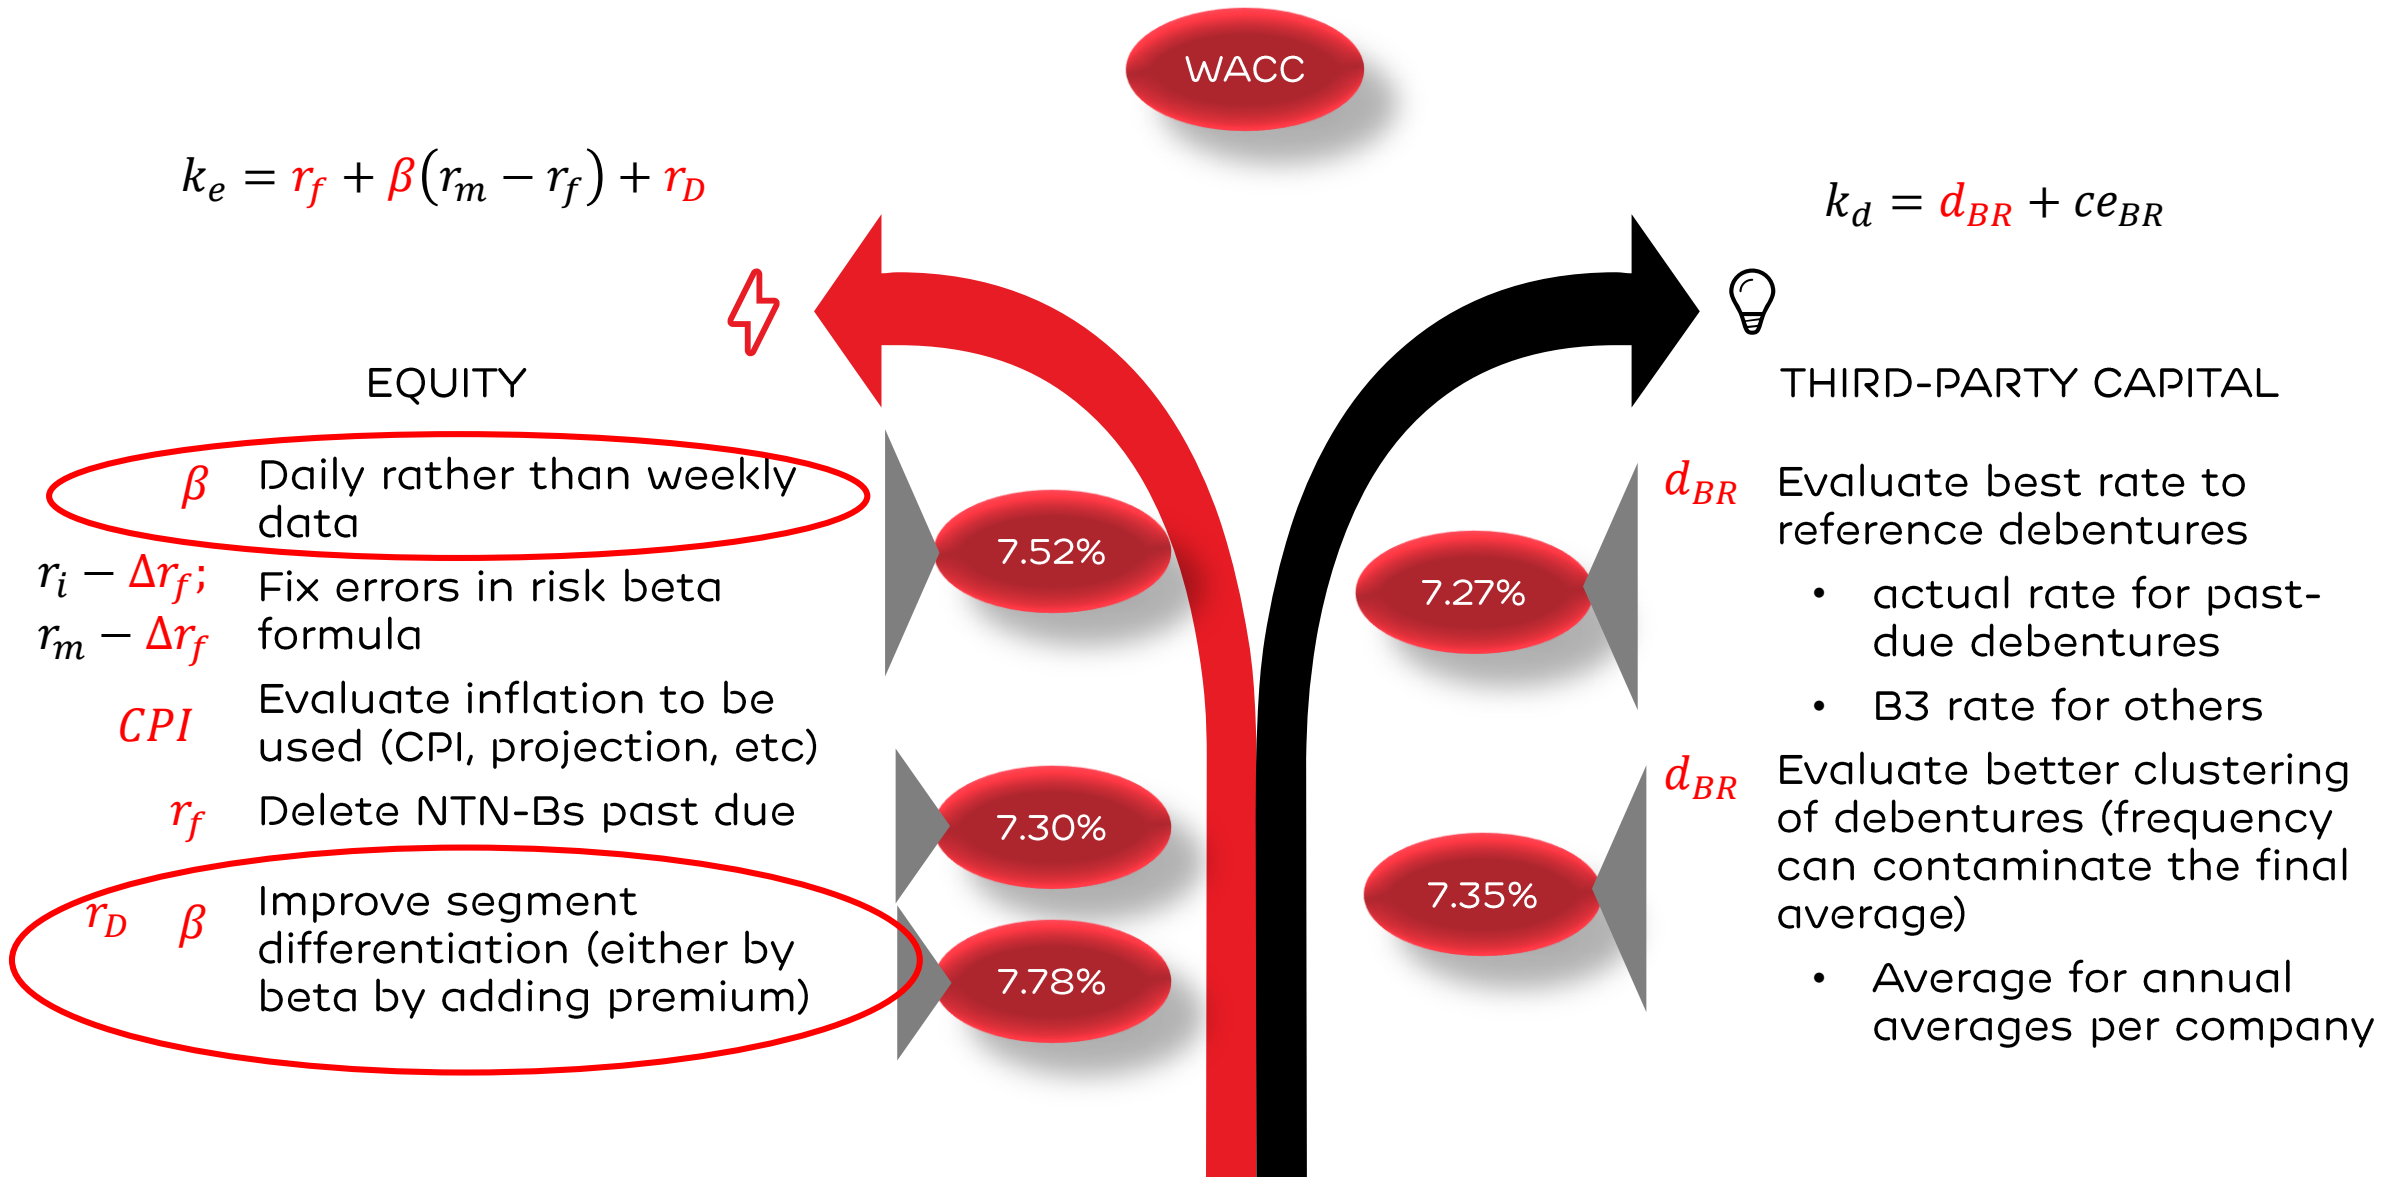 WACC
k_e = r_f + β(r_m − r_f) + r_D
k_d = d_BR + ce_BR
EQUITY
β Daily rather than weekly
data
r_i − Δr_f;
r_m − Δr_f
Fix errors in risk beta
formula
CPI
Evaluate inflation to be
used (CPI, projection, etc)
r_f Delete NTN-Bs past due
r_D β Improve segment
differentiation (either by
beta by adding premium)
7.52%
7.30%
7.78%
THIRD-PARTY CAPITAL
7.27%
7.35%
d_BR Evaluate best rate to
reference debentures
• actual rate for past-
due debentures
• B3 rate for others
d_BR Evaluate better clustering
of debentures (frequency
can contaminate the final
average)
• Average for annual
averages per company